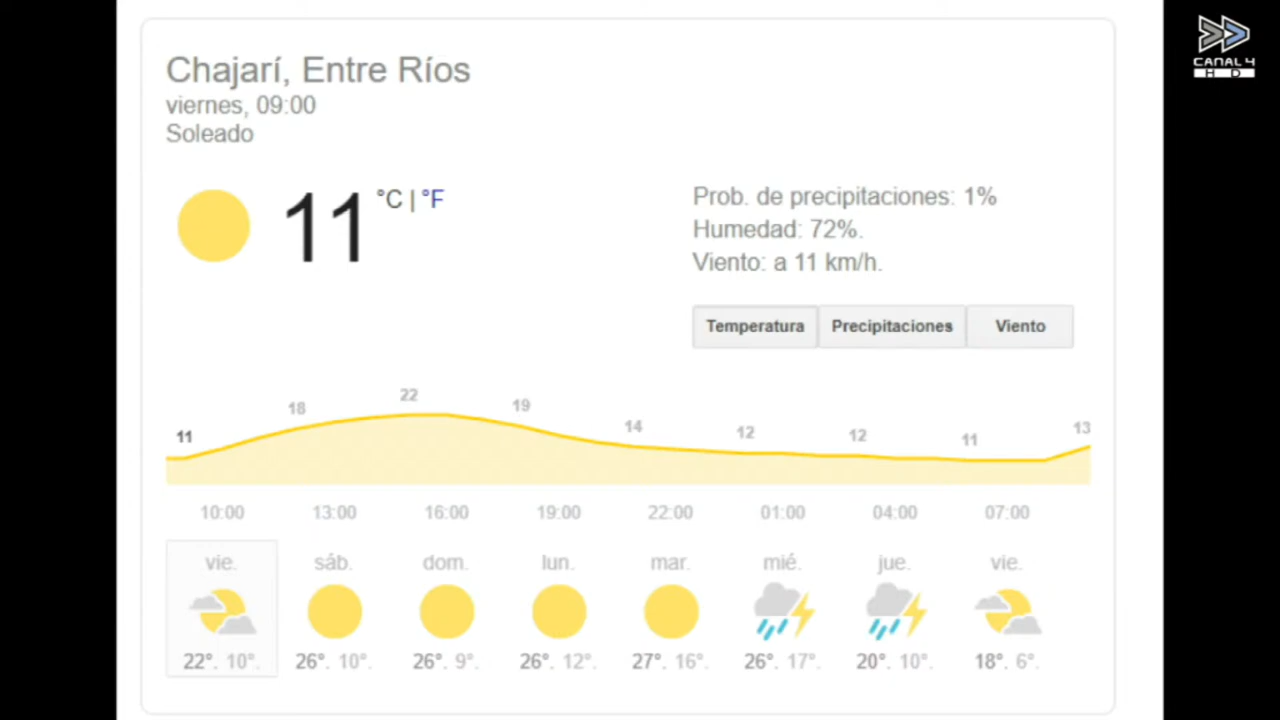 Chajarí, Entre Ríos
viernes, 09:00
Soleado
11 °C | °F
Prob. de precipitaciones: 1%
Humedad: 72%.
Viento: a 11 km/h.
Temperatura Precipitaciones Viento
11 18 22 19 14 12 12 11 13
10:00 13:00 16:00 19:00 22:00 01:00 04:00 07:00
vie. sáb. dom. lun. mar. mié. jue. vie.
22°. 10°. 26°. 10°. 26°. 9°. 26°. 12°. 27°. 16°. 26°. 17°. 20°. 10°. 18°. 6°.
CANAL 4
HD